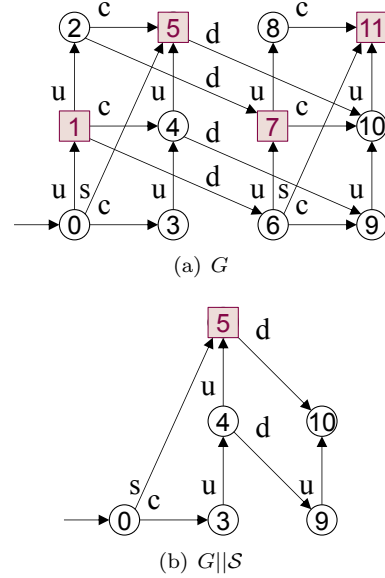 2 c 5 8 c 11
d
u u u u
1 c 4 d 7 c 10
d
u s u u s u
0 c 3 6 c 9
(a) G
5 d
u
4 d 10
s u u
0 c 3 9
(b) G||S